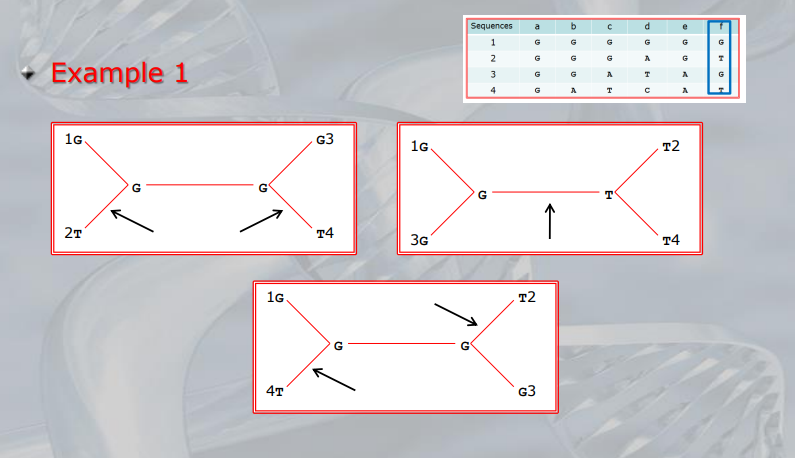 Sequences a b c d e f
1 G G G G G G
2 G G G A G T
3 G G A T A G
4 G A T C A T
Example 1
1G G3
G G
2T T4
1G T2
G T
3G T4
1G T2
G G
4T G3